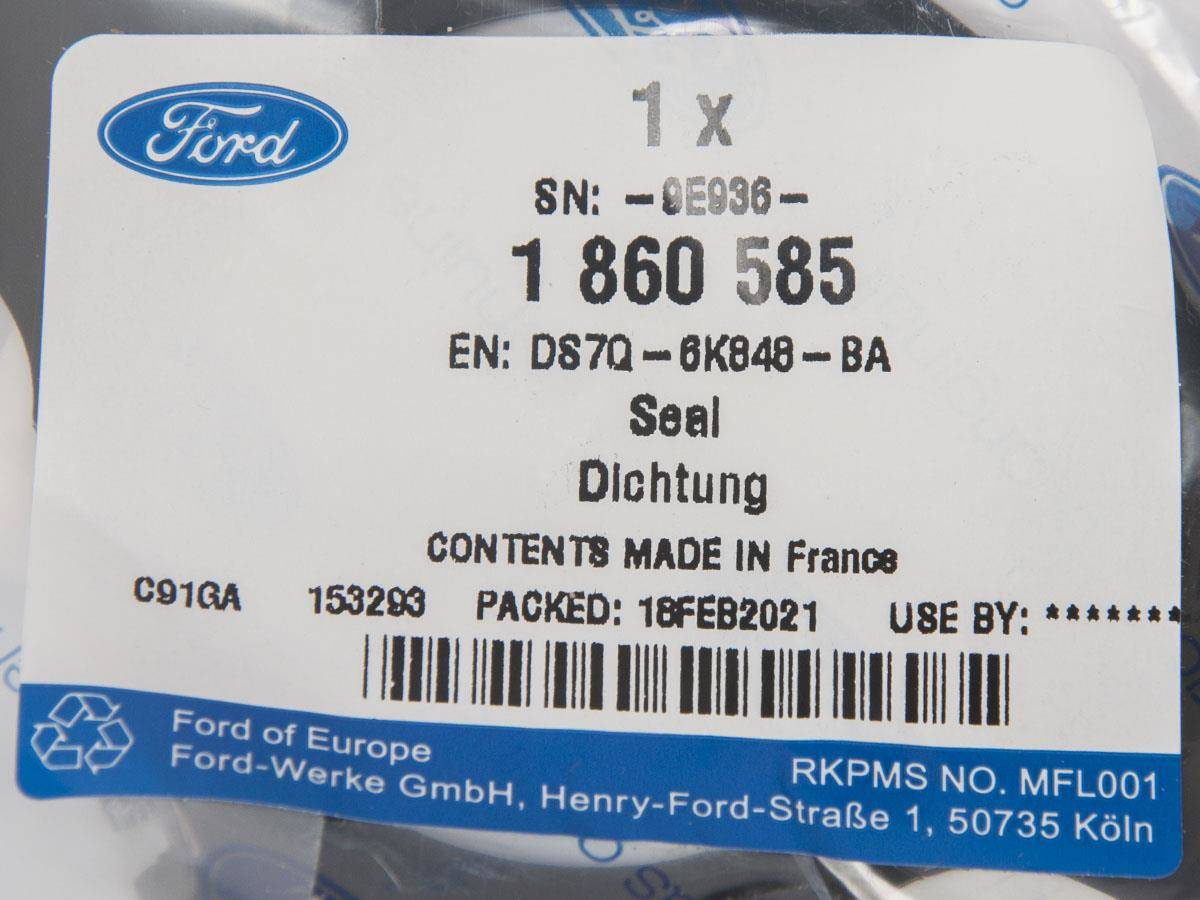 Ford
1 x
SN: -9E936-
1 860 585
EN: DS7Q-6K848-BA
Seal
Dichtung
CONTENTS MADE IN France
C91GA 153293 PACKED: 18FEB2021 USE BY: *******
Ford of Europe
Ford-Werke GmbH, Henry-Ford-Straße 1, 50735 Köln
RKPMS NO. MFL001